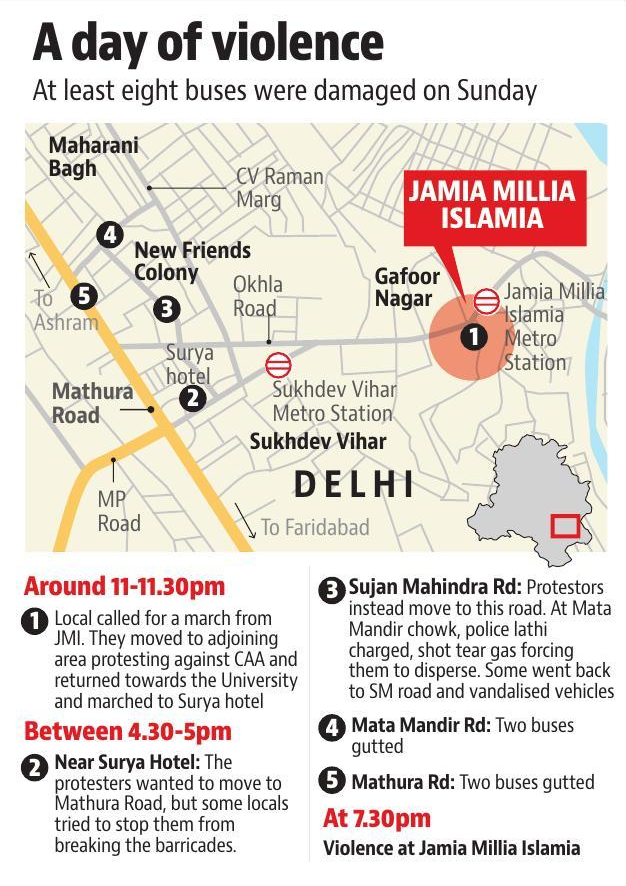 A day of violence
At least eight buses were damaged on Sunday
Maharani
Bagh
CV Raman
Marg
JAMIA MILLIA
ISLAMIA
4
New Friends
Colony
Gafoor
Nagar
5
To
Ashram
3
Okhla
Road
Jamia Millia
Islamia
Metro
Station
1
Surya
hotel
2
Mathura
Road
Sukhdev Vihar
Metro Station
Sukhdev Vihar
DELHI
MP
Road
To Faridabad
Around 11-11.30pm
1 Local called for a march from
JMI. They moved to adjoining
area protesting against CAA and
returned towards the University
and marched to Surya hotel
Between 4.30-5pm
2 Near Surya Hotel: The
protesters wanted to move to
Mathura Road, but some locals
tried to stop them from
breaking the barricades.
3 Sujan Mahindra Rd: Protestors
instead move to this road. At Mata
Mandir chowk, police lathi
charged, shot tear gas forcing
them to disperse. Some went back
to SM road and vandalised vehicles
4 Mata Mandir Rd: Two buses
gutted
5 Mathura Rd: Two buses gutted
At 7.30pm
Violence at Jamia Millia Islamia